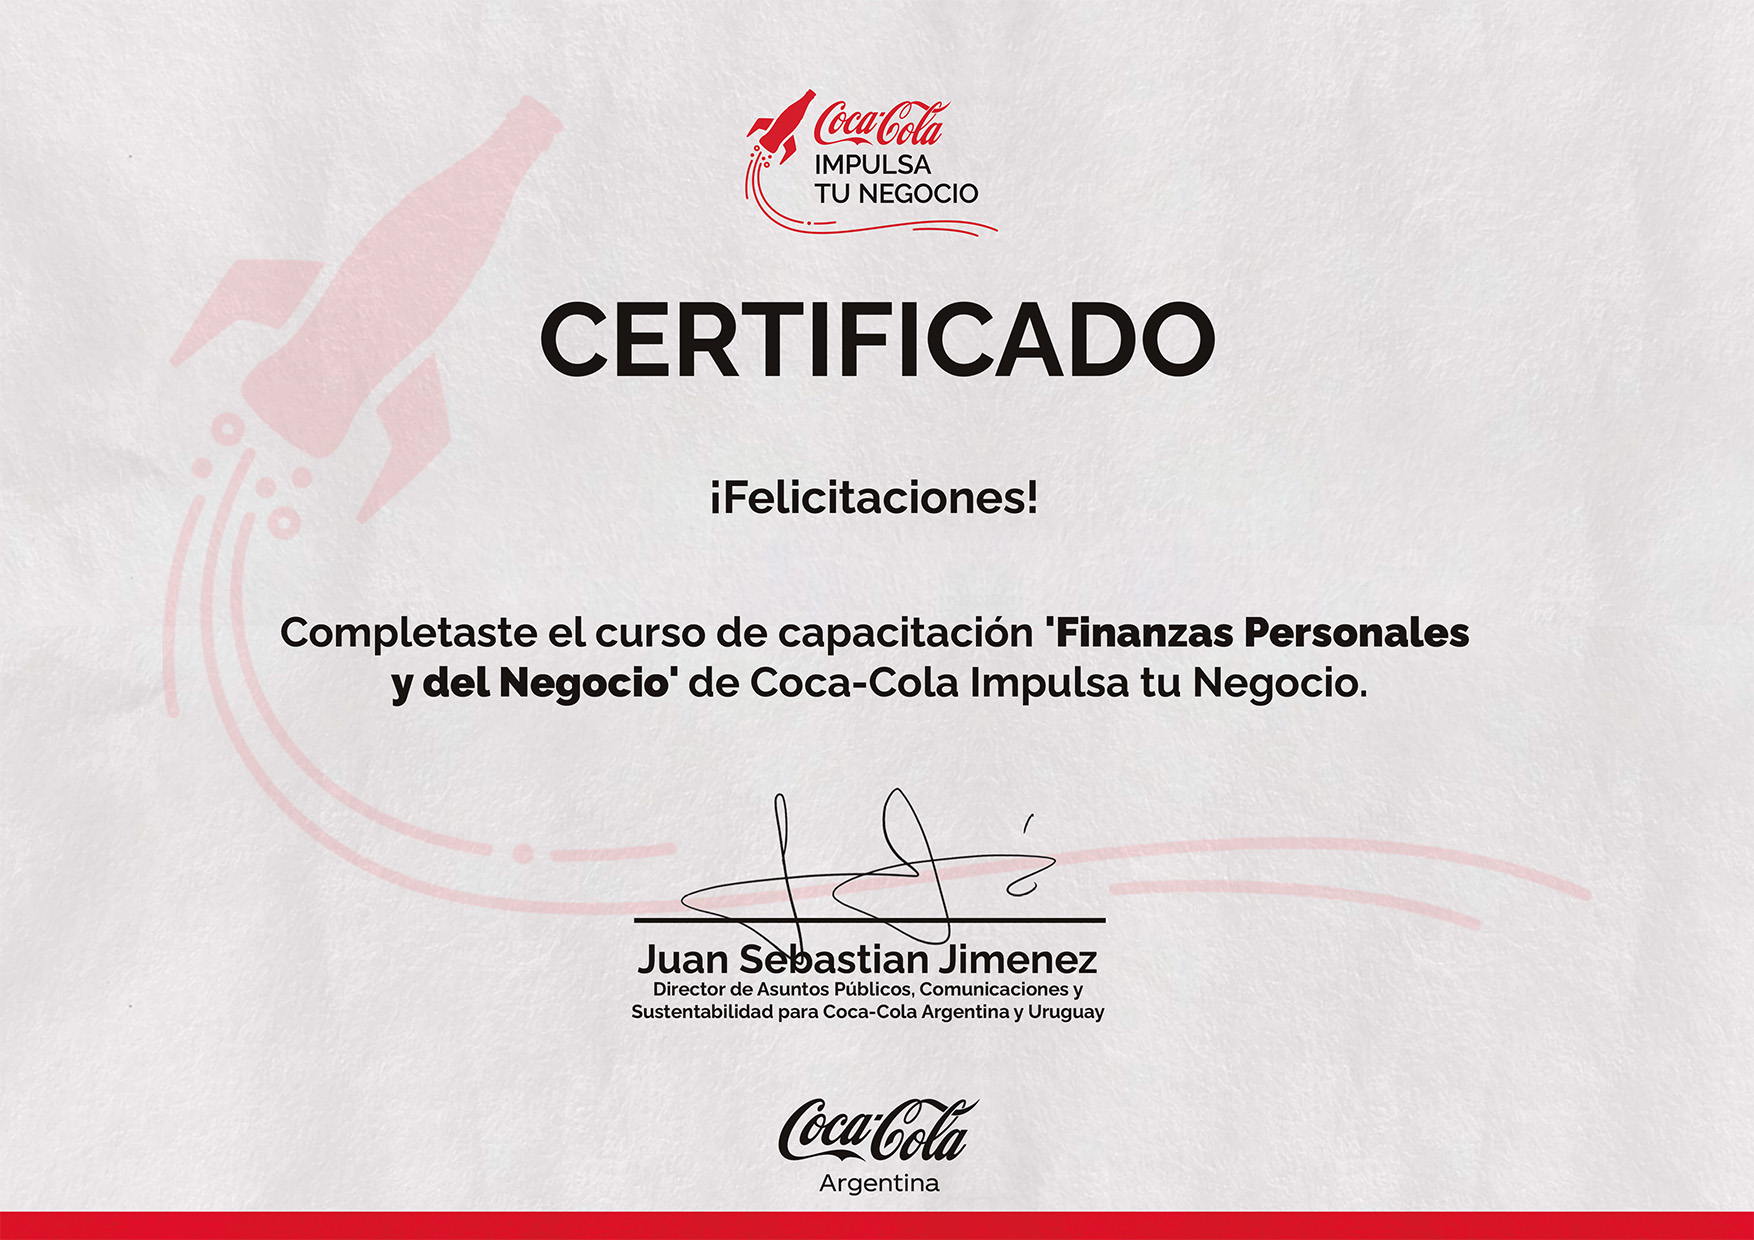 Coca-Cola
IMPULSA
TU NEGOCIO
CERTIFICADO
¡Felicitaciones!
Completaste el curso de capacitación 'Finanzas Personales
y del Negocio' de Coca-Cola Impulsa tu Negocio.
Juan Sebastian Jimenez
Director de Asuntos Públicos, Comunicaciones y
Sustentabilidad para Coca-Cola Argentina y Uruguay
Coca-Cola
Argentina